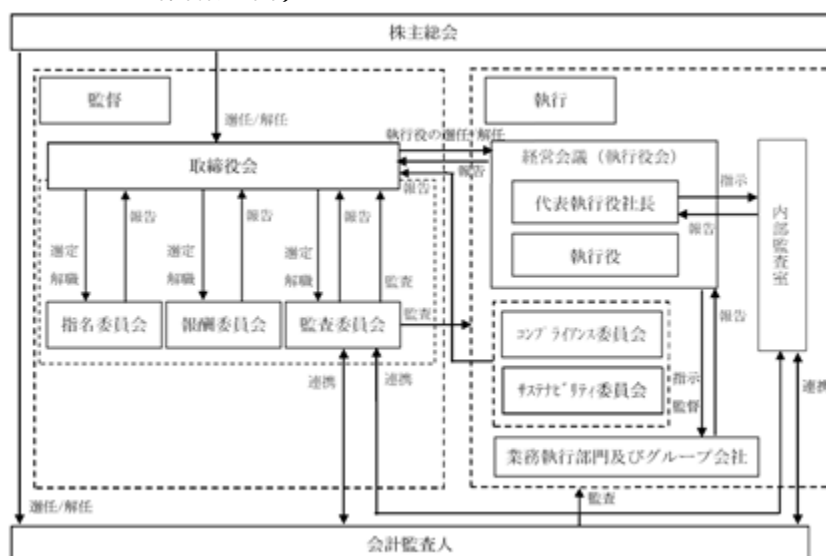 株主総会
監督
執行
選任/解任
執行役の選任/解任
取締役会
報告
経営会議（執行役会）
代表執行役社長
執行役
指示
報告
内部監査室
報告
報告
報告
報告
報告
選定
解職
選定
解職
選定
解職
監査
指名委員会
報酬委員会
監査委員会
監査
コンプライアンス委員会
サステナビリティ委員会
報告
連携
連携
指示
監督
連携
業務執行部門及びグループ会社
選任/解任
監査
会計監査人